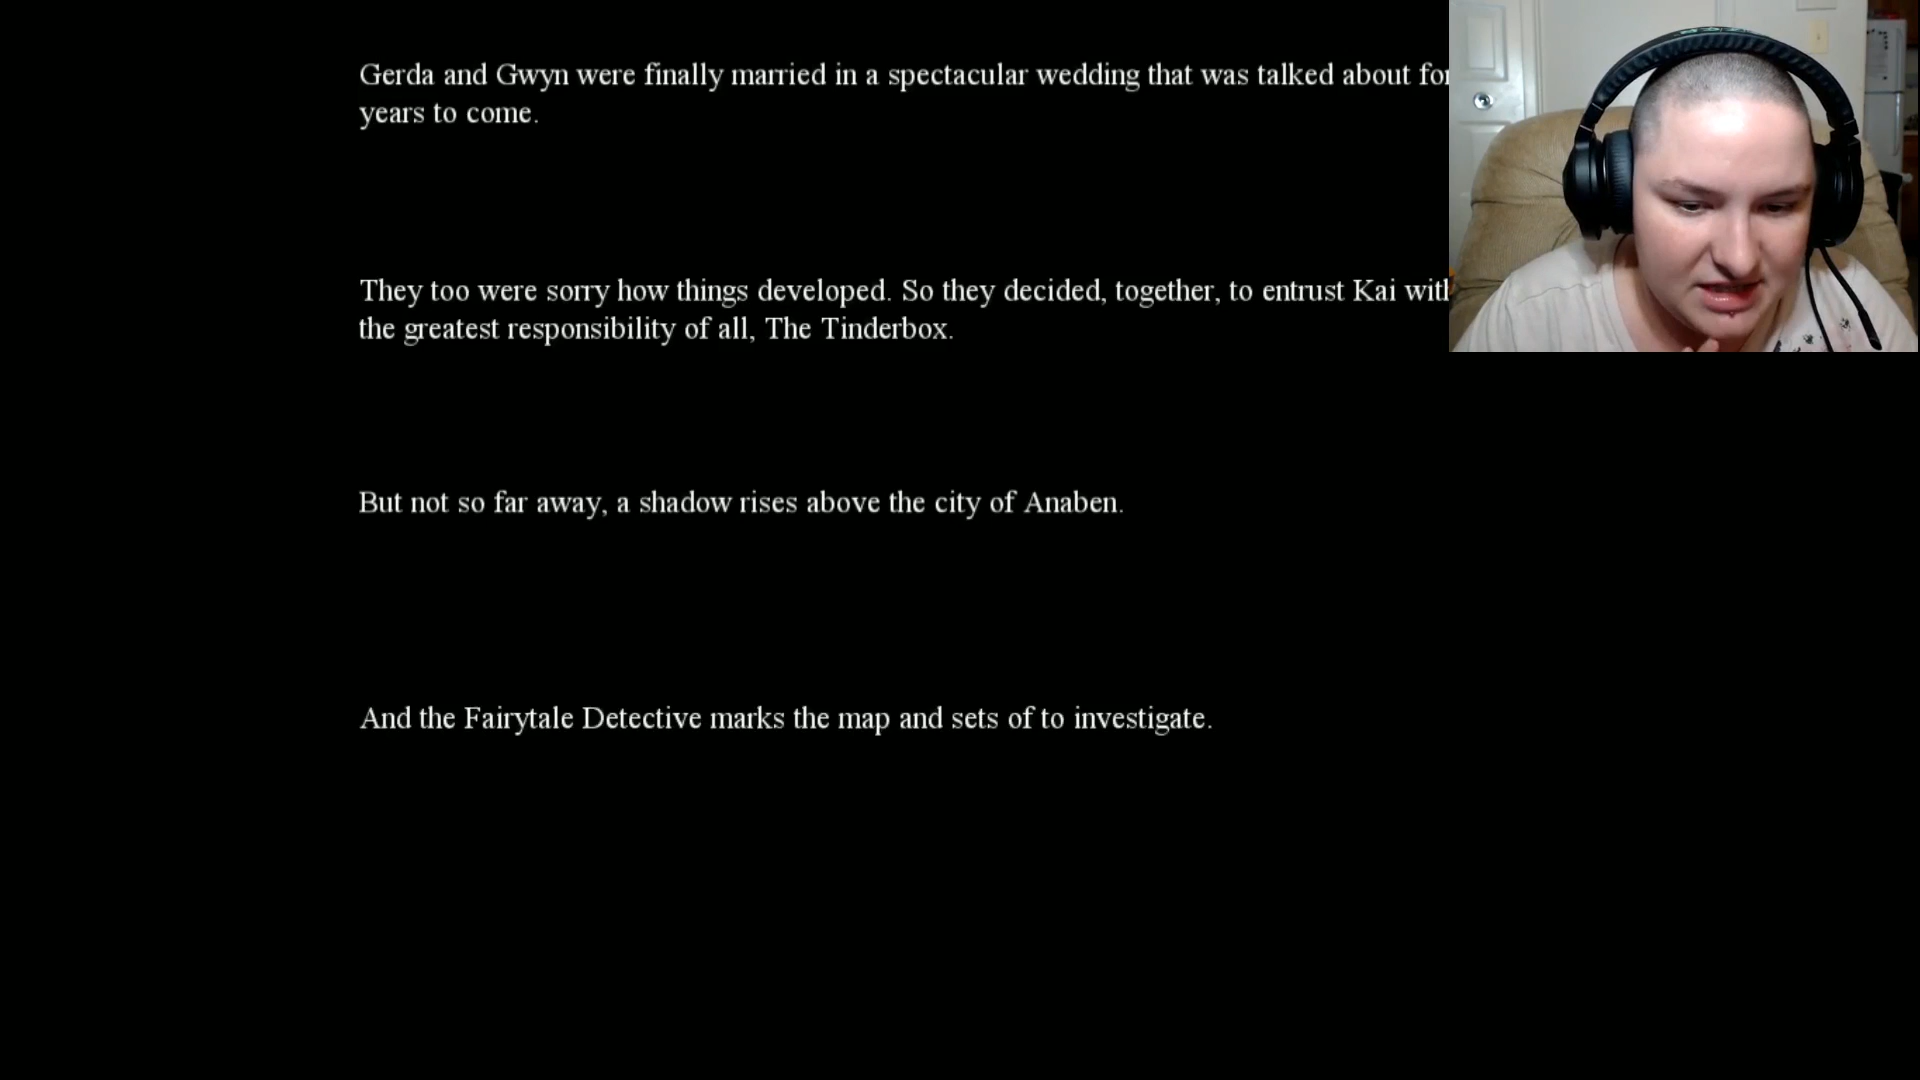 Gerda and Gwyn were finally married in a spectacular wedding that was talked about for
years to come.
They too were sorry how things developed. So they decided, together, to entrust Kai with
the greatest responsibility of all, The Tinderbox.
But not so far away, a shadow rises above the city of Anaben.
And the Fairytale Detective marks the map and sets of to investigate.